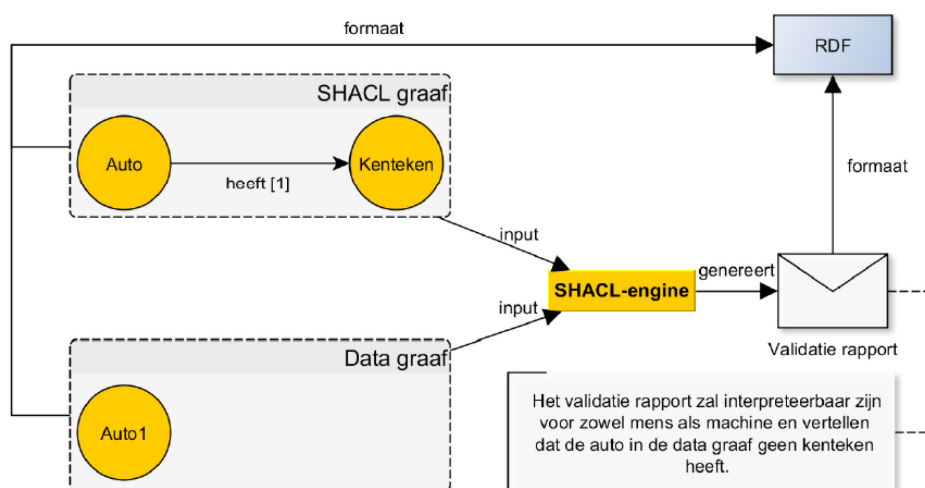 formaat
RDF
SHACL graaf
Auto
Kenteken
heeft [1]
formaat
input
SHACL-engine
genereert
input
Validatie rapport
Data graaf
Auto1
Het validatie rapport zal interpreteerbaar zijn
voor zowel mens als machine en vertellen
dat de auto in de data graaf geen kenteken
heeft.